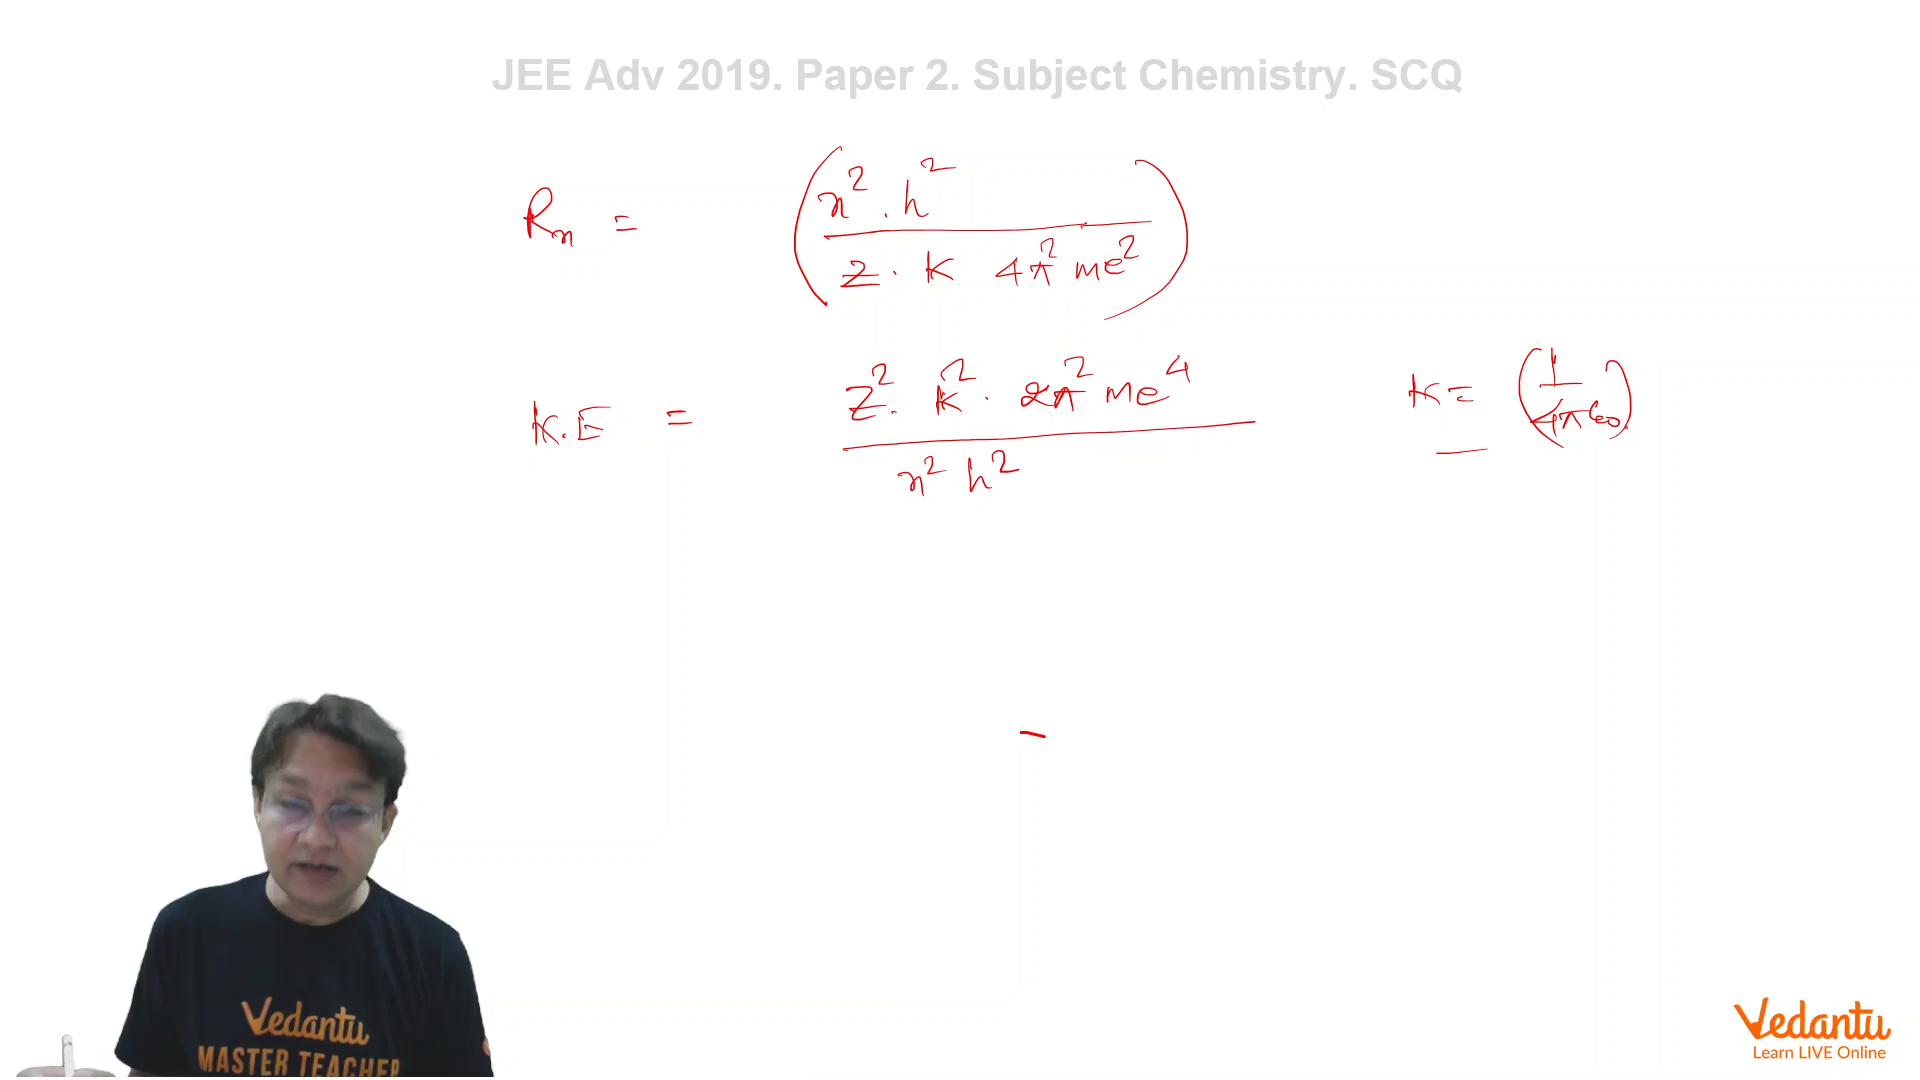 JEE Adv 2019. Paper 2. Subject Chemistry. SCQ
Rn = (n² . h² / Z . K 4π² me²)
K.E = Z² . K² . 2π² me⁴ / n² h²
K = (1 / 4πϵ0)
Vedantu
MASTER TEACHER
Vedantu
Learn LIVE Online